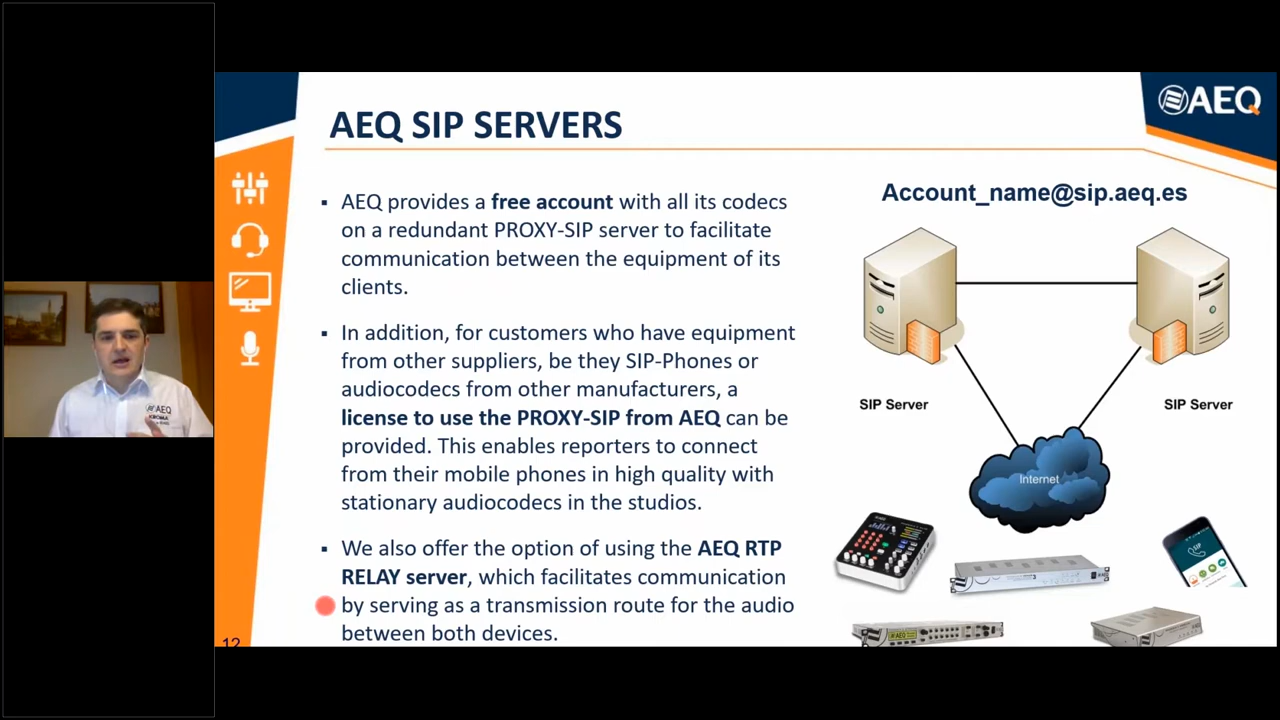 AEQ
AEQ SIP SERVERS
▪ AEQ provides a free account with all its codecs
on a redundant PROXY-SIP server to facilitate
communication between the equipment of its
clients.
▪ In addition, for customers who have equipment
from other suppliers, be they SIP-Phones or
audiocodecs from other manufacturers, a
license to use the PROXY-SIP from AEQ can be
provided. This enables reporters to connect
from their mobile phones in high quality with
stationary audiocodecs in the studios.
▪ We also offer the option of using the AEQ RTP
RELAY server, which facilitates communication
by serving as a transmission route for the audio
between both devices.
12
Account_name@sip.aeq.es
SIP Server
SIP Server
Internet
SIP
AEQ
AEQ
KROMA